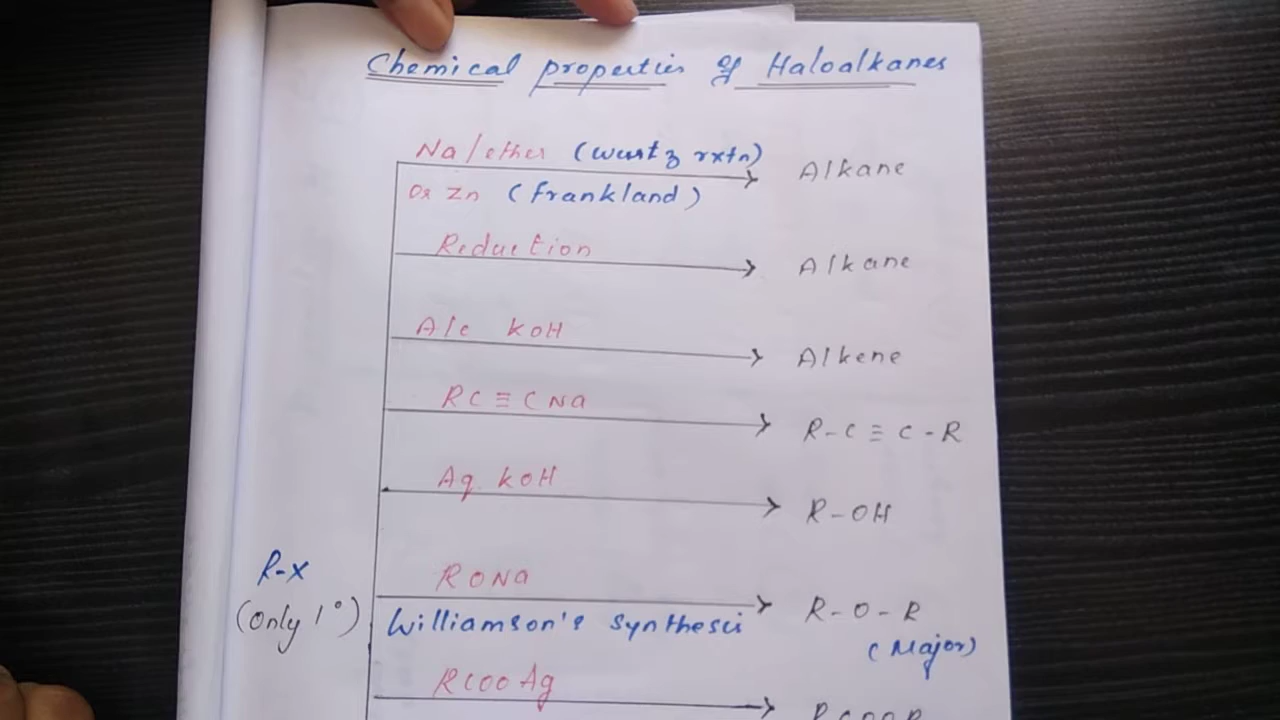 Chemical properties of Haloalkanes
Na/ether (wurtz rxtn)
Alkane
Or Zn (frankland)
Reduction
Alkane
Alc KOH
Alkene
RC≡CNa
R-C≡C-R
Aq. KOH
R-OH
R-X
(Only 1°)
RONa
R-O-R
Williamson's synthesis
(Major)
RCOOAg
RCOOR